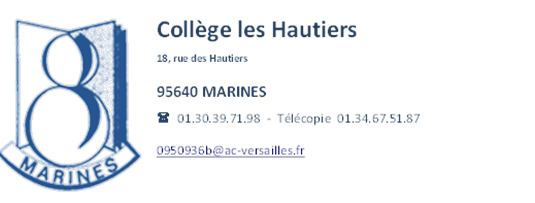 Collège les Hautiers
18, rue des Hautiers
95640 MARINES
☎ 01.30.39.71.98 - Télécopie 01.34.67.51.87
0950936b@ac-versailles.fr
MARINES